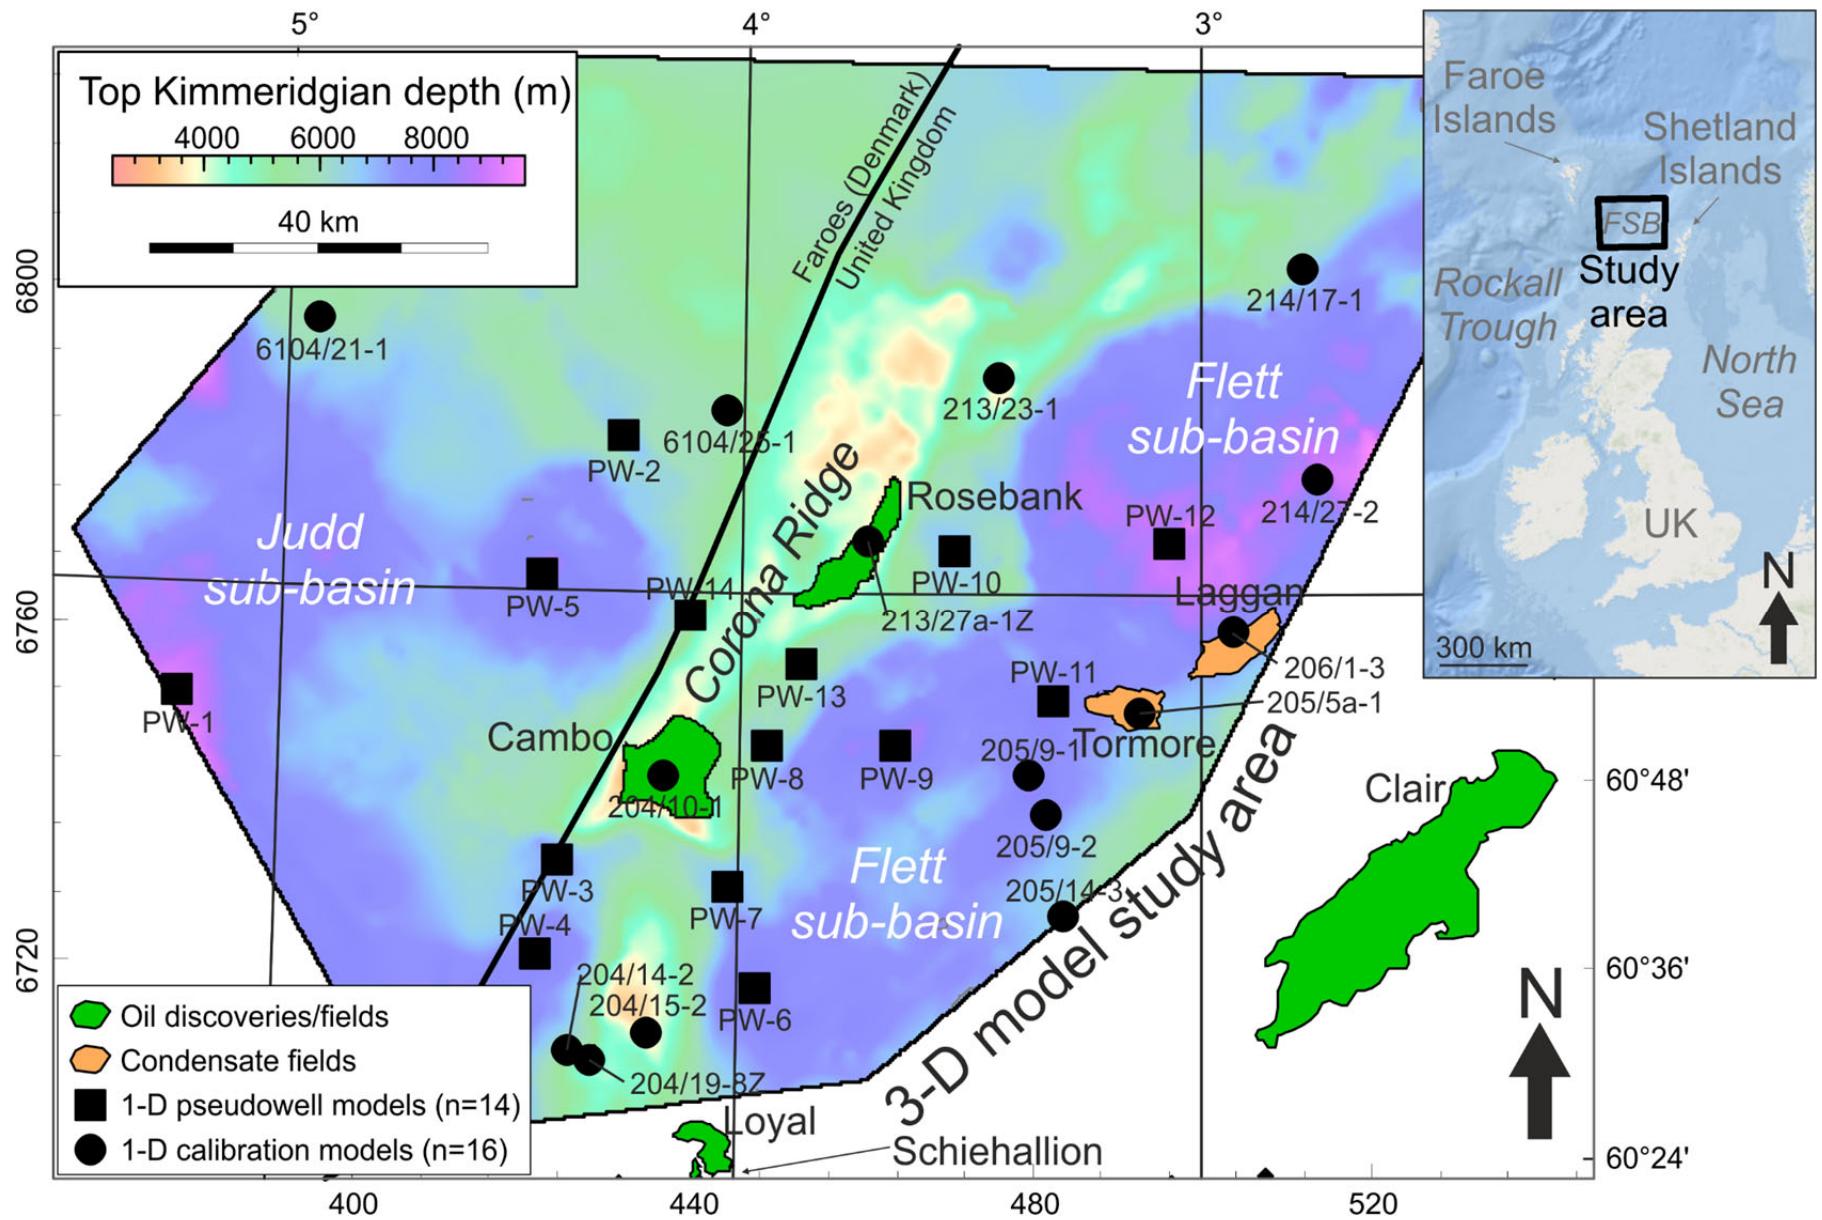 5°
4°
3°
Top Kimmeridgian depth (m)
4000
6000
8000
40 km
Faroes (Denmark)
United Kingdom
6800
6760
6720
6104/21-1
214/17-1
213/23-1
6104/25-1
PW-2
Flett
sub-basin
214/27-2
PW-12
Rosebank
Corona Ridge
Judd
sub-basin
PW-5
PW-14
PW-10
213/27a-1Z
Laggan
206/1-3
205/5a-1
PW-13
PW-11
PW-1
Cambo
204/10-1
PW-8
PW-9
205/9-1
Tormore
205/9-2
Clair
Flett
sub-basin
205/14-3
PW-3
PW-4
PW-7
204/14-2
204/15-2
PW-6
204/19-8Z
3-D model study area
Loyal
Schiehallion
Oil discoveries/fields
Condensate fields
1-D pseudowell models (n=14)
1-D calibration models (n=16)
N
60°48'
60°36'
60°24'
400
440
480
520
Faroe
Islands
Shetland
Islands
FSB
Study
area
Rockall
Trough
North
Sea
UK
N
300 km